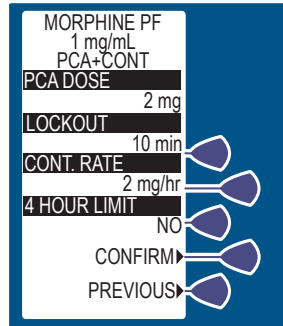 MORPHINE PF
1 mg/mL
PCA+CONT
PCA DOSE
2 mg
LOCKOUT
10 min
CONT. RATE
2 mg/hr
4 HOUR LIMIT
NO
CONFIRM
PREVIOUS